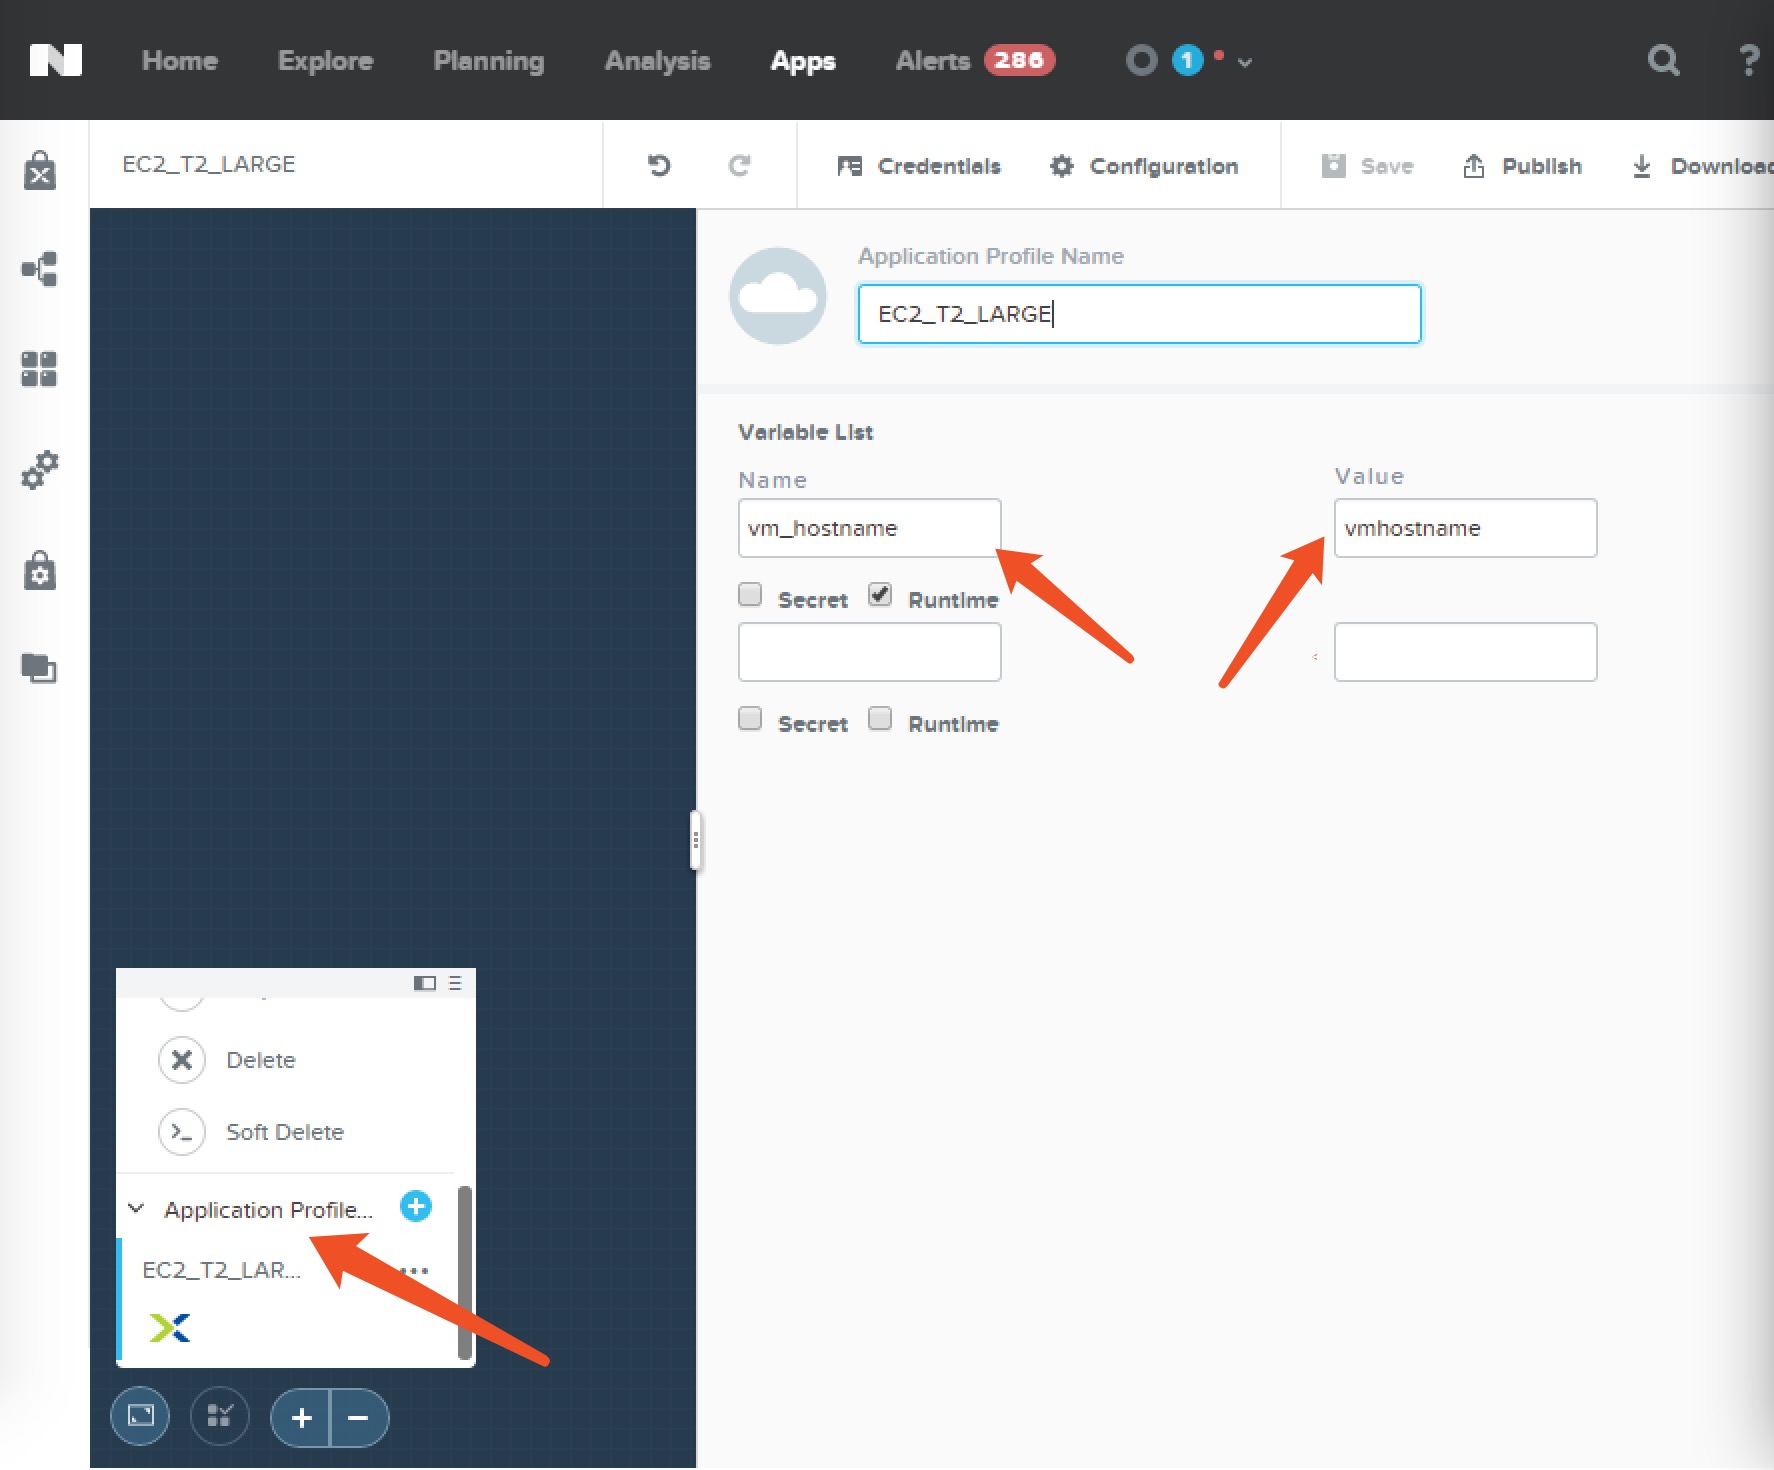 Home Explore Planning Analysis Apps Alerts 286 1 ?
EC2_T2_LARGE
Credentials Configuration Save Publish Download
Application Profile Name
EC2_T2_LARGE
Variable List
Name Value
vm_hostname vmhostname
Secret Runtime
Secret Runtime
Delete
Soft Delete
Application Profile...
EC2_T2_LAR...